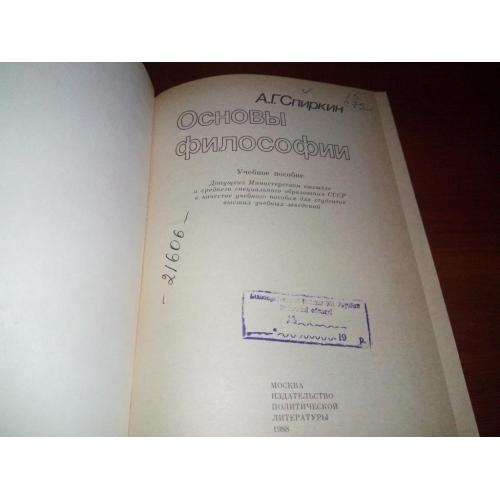 А.Г. Спиркин
Основы
философии
Учебное пособие
Допущено Министерством высшего
и среднего специального образования СССР
в качестве учебного пособия для студентов
высших учебных заведений
– 21606 –
19 р.
МОСКВА
ИЗДАТЕЛЬСТВО
ПОЛИТИЧЕСКОЙ
ЛИТЕРАТУРЫ
1988